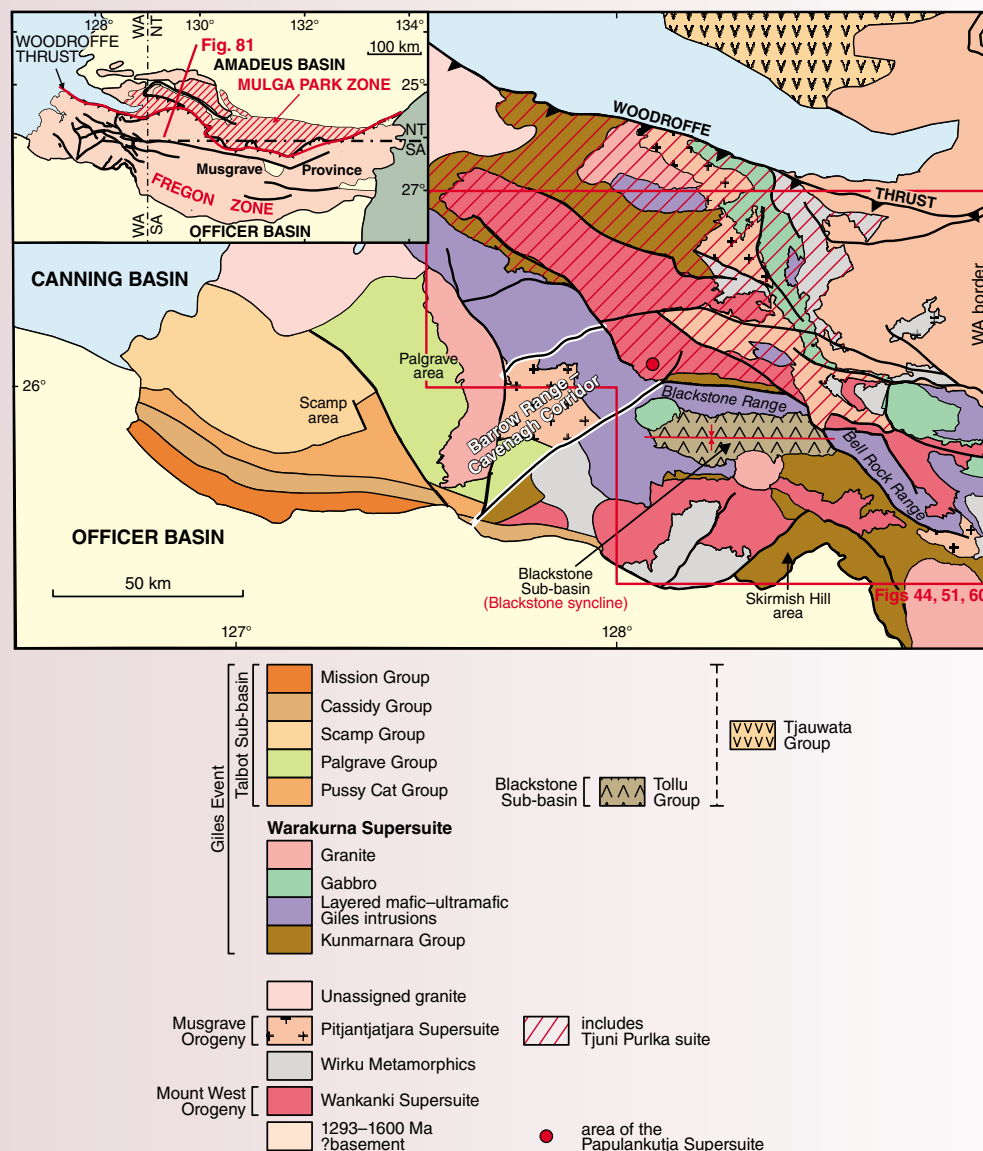 128°
WA
NT
130°
132°
134°
WOODROFFE
THRUST
Fig. 81
100 km
AMADEUS BASIN
25°
MULGA PARK ZONE
NT
SA
Musgrave
Province
FREGON ZONE
27°
WA
SA
OFFICER BASIN
WOODROFFE
THRUST
CANNING BASIN
WA border
26°
Palgrave
area
Scamp
area
Barrow Range –
Cavenagh Corridor
Blackstone Range
Bell Rock Range
OFFICER BASIN
50 km
Blackstone
Sub-basin
(Blackstone syncline)
Skirmish Hill
area
Figs 44, 51, 60
127°
128°
Giles Event
Talbot Sub-basin
Mission Group
Cassidy Group
Scamp Group
Palgrave Group
Pussy Cat Group
Blackstone
Sub-basin
Tollu
Group
Tjauwata
Group
Warakurna Supersuite
Granite
Gabbro
Layered mafic–ultramafic
Giles intrusions
Kunmarnara Group
Unassigned granite
Musgrave
Orogeny
Pitjantjatjara Supersuite
includes
Tjuni Purlka suite
Wirku Metamorphics
Mount West
Orogeny
Wankanki Supersuite
1293–1600 Ma
?basement
area of the
Papulankutja Supersuite